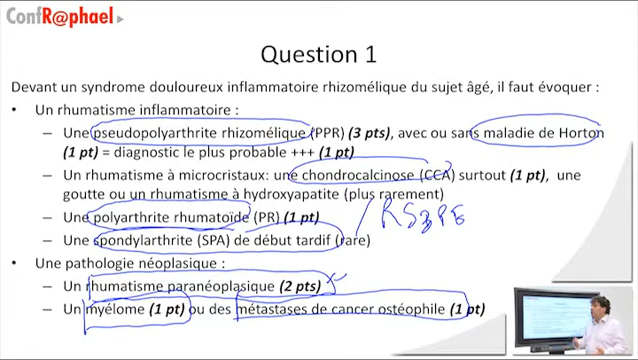 ConfR@phael
Question 1
Devant un syndrome douloureux inflammatoire rhizomélique du sujet âgé, il faut évoquer :
• Un rhumatisme inflammatoire :
– Une pseudopolyarthrite rhizomélique (PPR) (3 pts), avec ou sans maladie de Horton
(1 pt) = diagnostic le plus probable +++ (1 pt)
– Un rhumatisme à microcristaux: une chondrocalcinose (CCA) surtout (1 pt), une
goutte ou un rhumatisme à hydroxyapatite (plus rarement)
– Une polyarthrite rhumatoïde (PR) (1 pt)
/ RS3PE
– Une spondylarthrite (SPA) de début tardif (rare)
• Une pathologie néoplasique :
– Un rhumatisme paranéoplasique (2 pts)
– Un myélome (1 pt) ou des métastases de cancer ostéophile (1 pt)